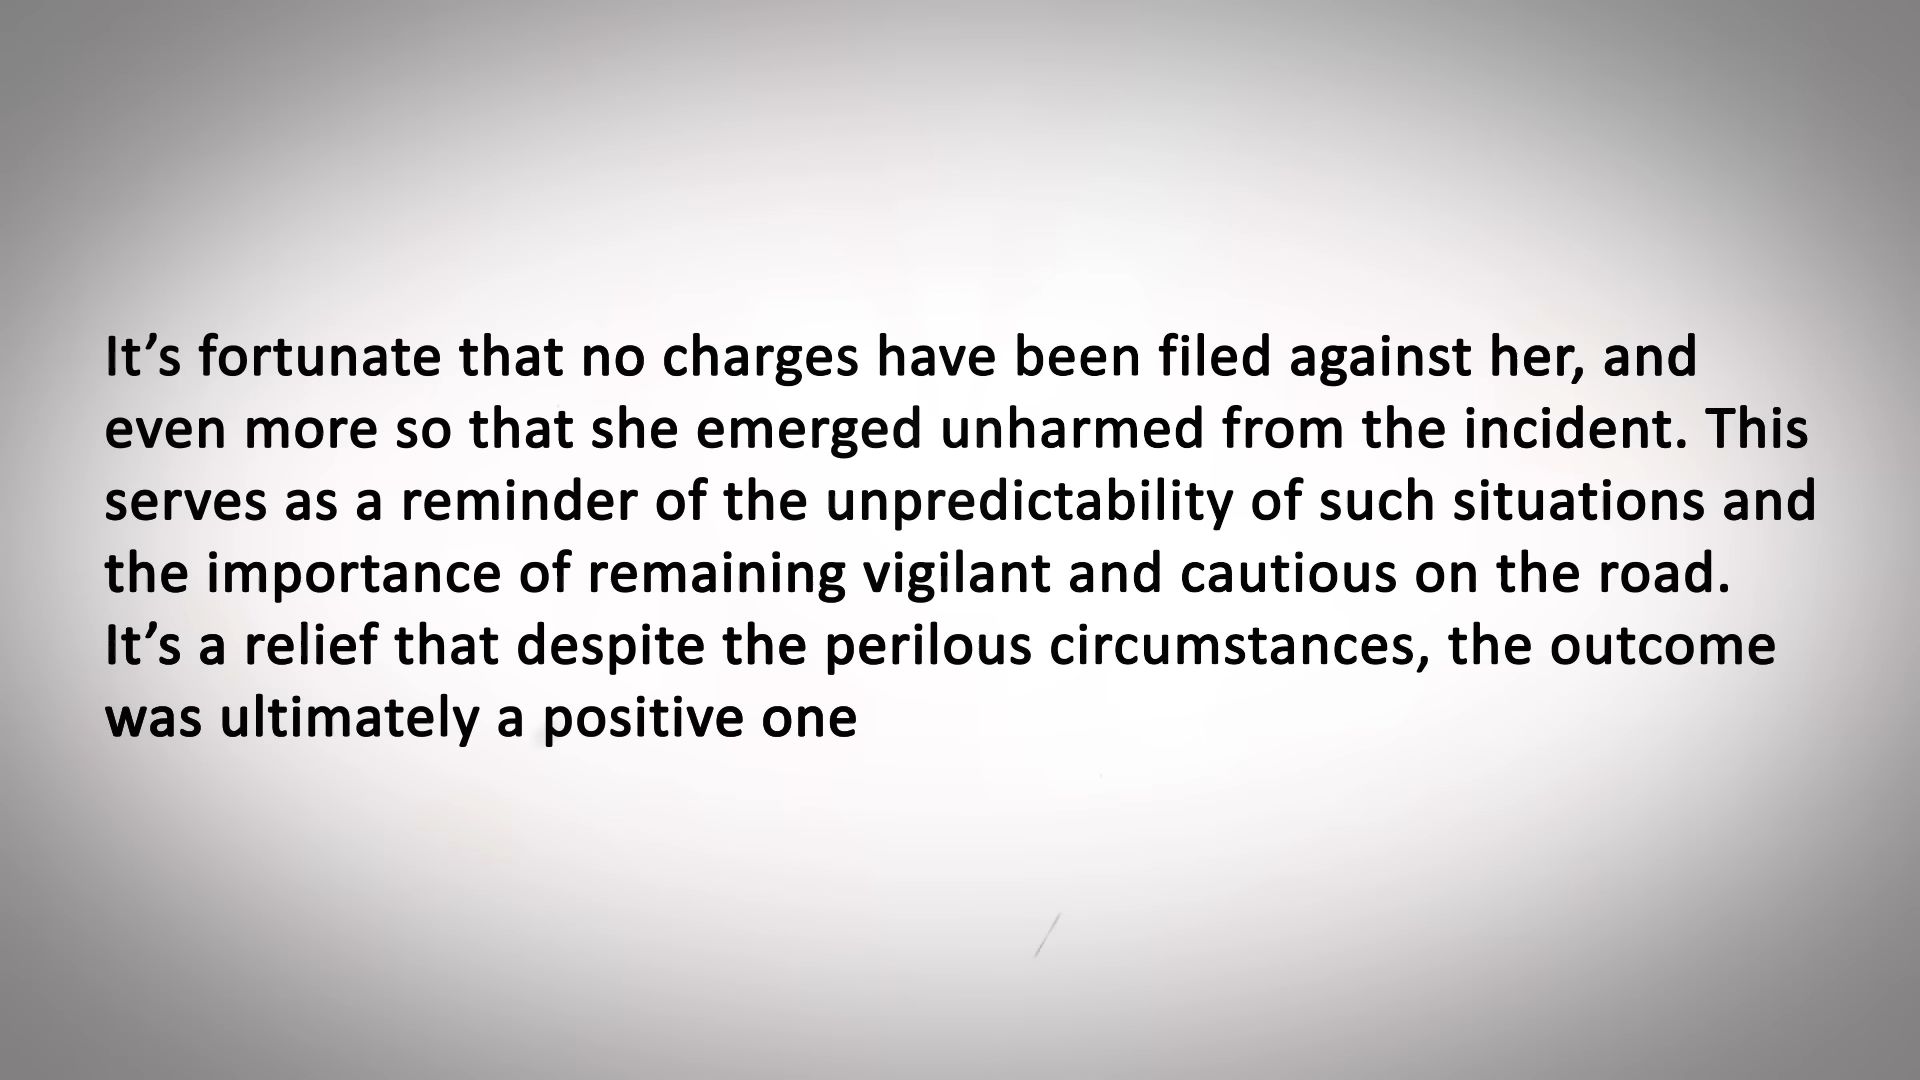 It’s fortunate that no charges have been filed against her, and
even more so that she emerged unharmed from the incident. This
serves as a reminder of the unpredictability of such situations and
the importance of remaining vigilant and cautious on the road.
It’s a relief that despite the perilous circumstances, the outcome
was ultimately a positive one